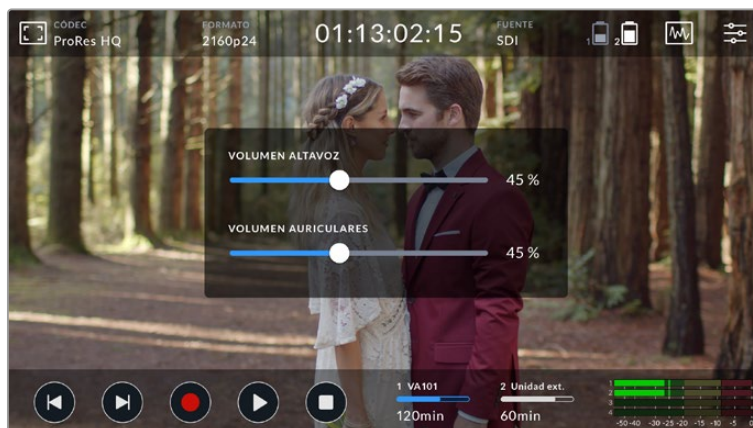 CÓDEC
ProRes HQ
FORMATO
2160p24
01:13:02:15
FUENTE
SDI
1
2
VOLUMEN ALTAVOZ
45 %
VOLUMEN AURICULARES
45 %
1 VA101
120min
2 Unidad ext.
60min
1
2
3
4
-50 -40 -30 -25 -20 -15 -10 -5